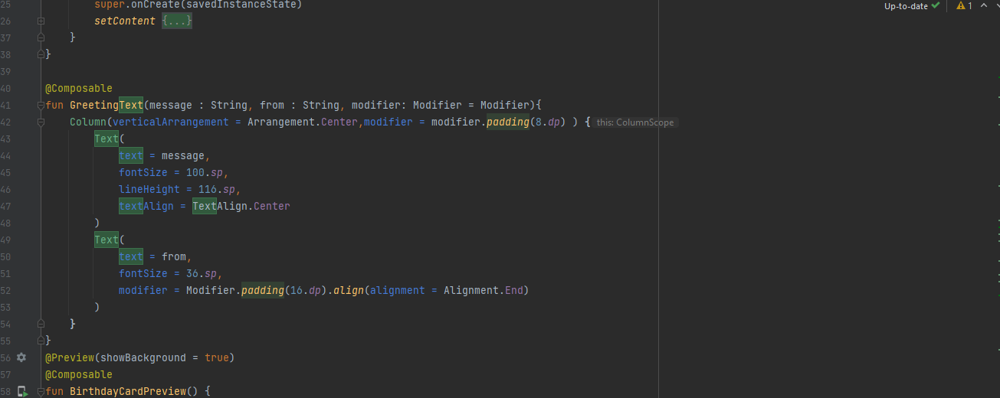 25 super.onCreate(savedInstanceState)
Up-to-date 1
26 setContent {...}
37 }
38 }
39
40 @Composable
41 fun GreetingText(message : String, from : String, modifier: Modifier = Modifier){
42 Column(verticalArrangement = Arrangement.Center,modifier = modifier.padding(8.dp) ) { this: ColumnScope
43 Text(
44 text = message,
45 fontSize = 100.sp,
46 lineHeight = 116.sp,
47 textAlign = TextAlign.Center
48 )
49 Text(
50 text = from,
51 fontSize = 36.sp,
52 modifier = Modifier.padding(16.dp).align(alignment = Alignment.End)
53 )
54 }
55 }
56 @Preview(showBackground = true)
57 @Composable
58 fun BirthdayCardPreview() {